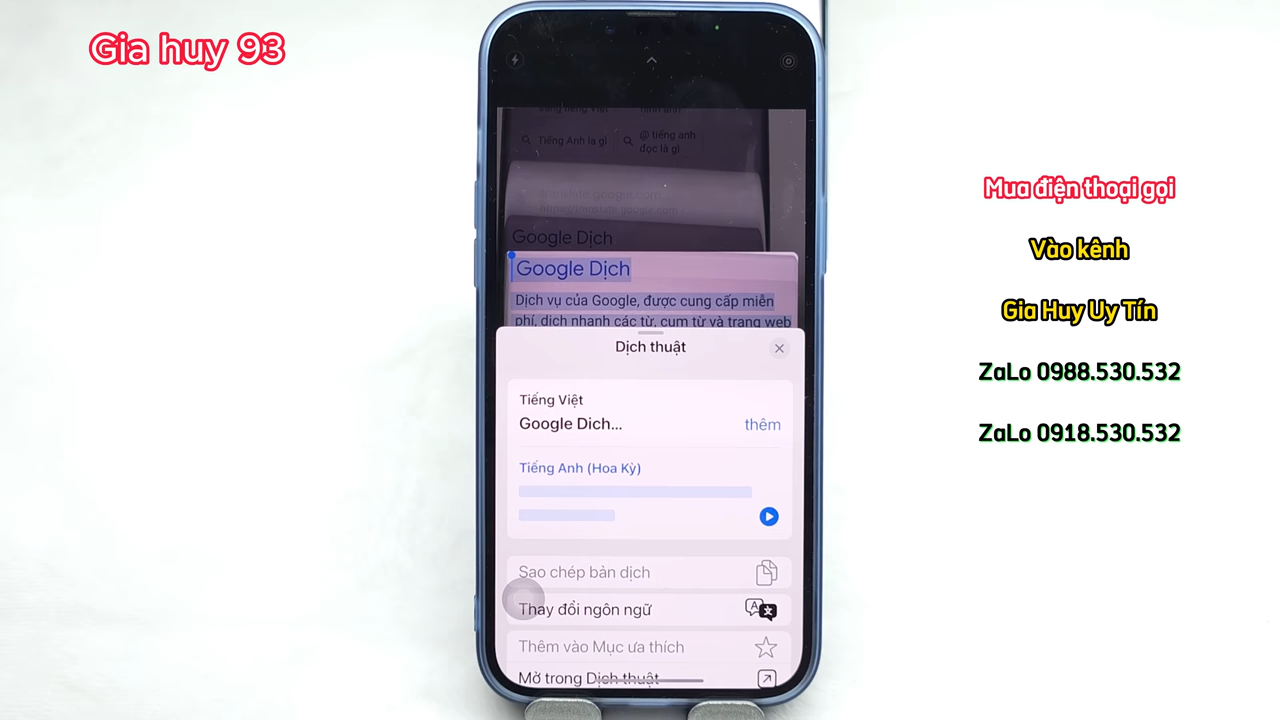 Gia huy 93
Tiếng Anh là gì
@ tiếng anh
đọc là gì
translate.google.com
Google Dịch
Google Dịch
Dịch vụ của Google, được cung cấp miễn
phí, dịch nhanh các từ, cụm từ và trang web
Dịch thuật
Tiếng Việt
Google Dich...
thêm
Tiếng Anh (Hoa Kỳ)
Sao chép bản dịch
Thay đổi ngôn ngữ
Thêm vào Mục ưa thích
Mở trong Dịch thuật
Mua điện thoại gọi
Vào kênh
Gia Huy Uy Tín
ZaLo 0988.530.532
ZaLo 0918.530.532